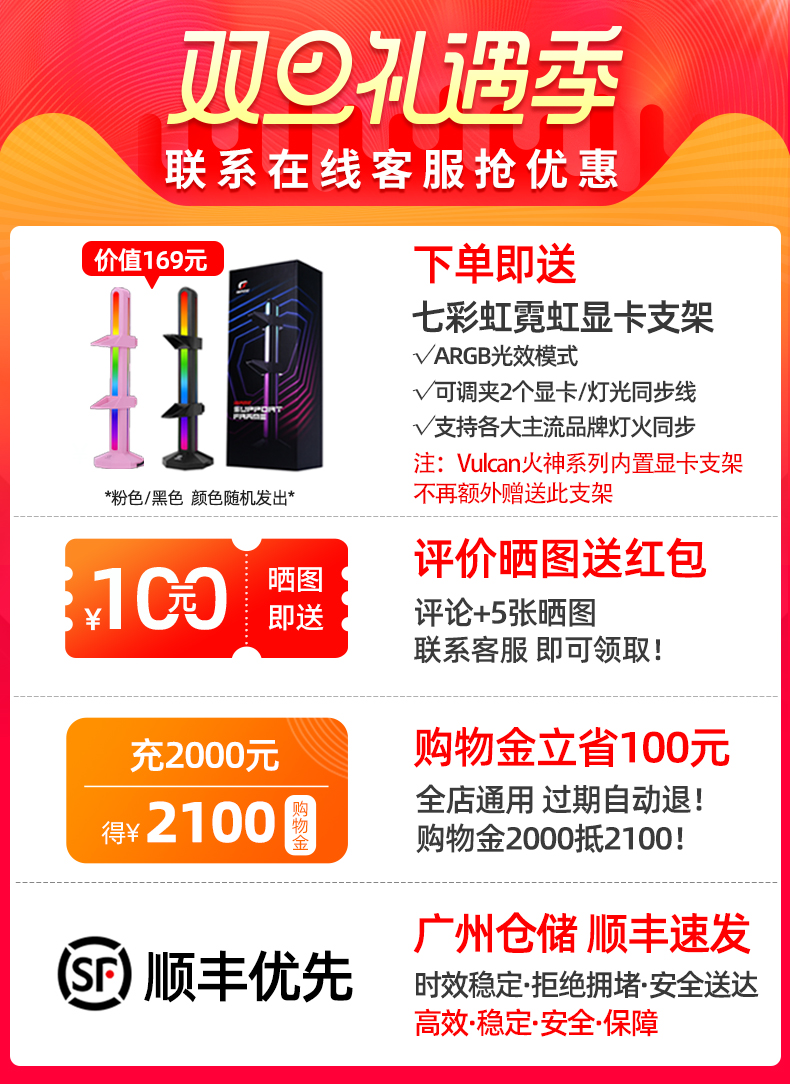 双旦礼遇季
联系在线客服抢优惠
价值169元
SUPPORT
FRAME
*粉色/黑色 颜色随机发出*
下单即送
七彩虹霓虹显卡支架
√ARGB光效模式
√可调夹2个显卡/灯光同步线
√支持各大主流品牌灯火同步
注：Vulcan火神系列内置显卡支架
不再额外赠送此支架
¥100元
晒图
即送
评价晒图送红包
评论+5张晒图
联系客服 即可领取！
充2000元
得¥2100
购物金
购物金立省100元
全店通用 过期自动退！
购物金2000抵2100！
SF
顺丰优先
广州仓储 顺丰速发
时效稳定·拒绝拥堵·安全送达
高效·稳定·安全·保障